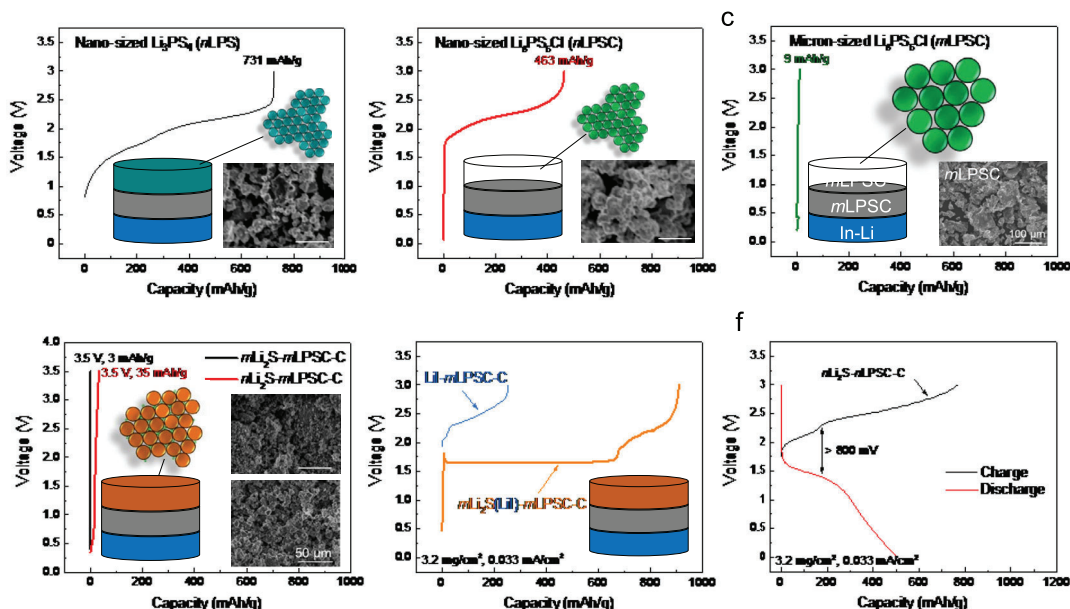 Nano-sized Li₃PS₄ (nLPS)
731 mAh/g
Voltage (V)
3.5
3.0
2.5
2.0
1.5
1.0
0.5
0.0
0
200
400
600
800
1000
Capacity (mAh/g)
Nano-sized Li₆PS₅Cl (nLPSC)
463 mAh/g
Voltage (V)
3.5
3.0
2.5
2.0
1.5
1.0
0.5
0.0
0
200
400
600
800
1000
Capacity (mAh/g)
c
Micron-sized Li₆PS₅Cl (mLPSC)
9 mAh/g
Voltage (V)
3.5
3.0
2.5
2.0
1.5
1.0
0.5
0.0
mLPSC
mLPSC
In-Li
mLPSC
100 μm
0
200
400
600
800
1000
Capacity (mAh/g)
3.5 V, 3 mAh/g
3.5 V, 35 mAh/g
mLi₂S-mLPSC-C
nLi₂S-mLPSC-C
Voltage (V)
4.0
3.5
3.0
2.5
2.0
1.5
1.0
0.5
0.0
50 μm
0
200
400
600
800
1000
Capacity (mAh/g)
LiI-mLPSC-C
mLi₂S(LiI)-mLPSC-C
3.2 mg/cm², 0.033 mA/cm²
Voltage (V)
3.5
3.0
2.5
2.0
1.5
1.0
0.5
0.0
0
200
400
600
800
1000
Capacity (mAh/g)
f
nLi₂S-nLPSC-C
> 800 mV
Charge
Discharge
3.2 mg/cm², 0.033 mA/cm²
Voltage (V)
3.5
3
2.5
2
1.5
1
0.5
0.0
0
200
400
600
800
1000
Capacity (mAh/g)